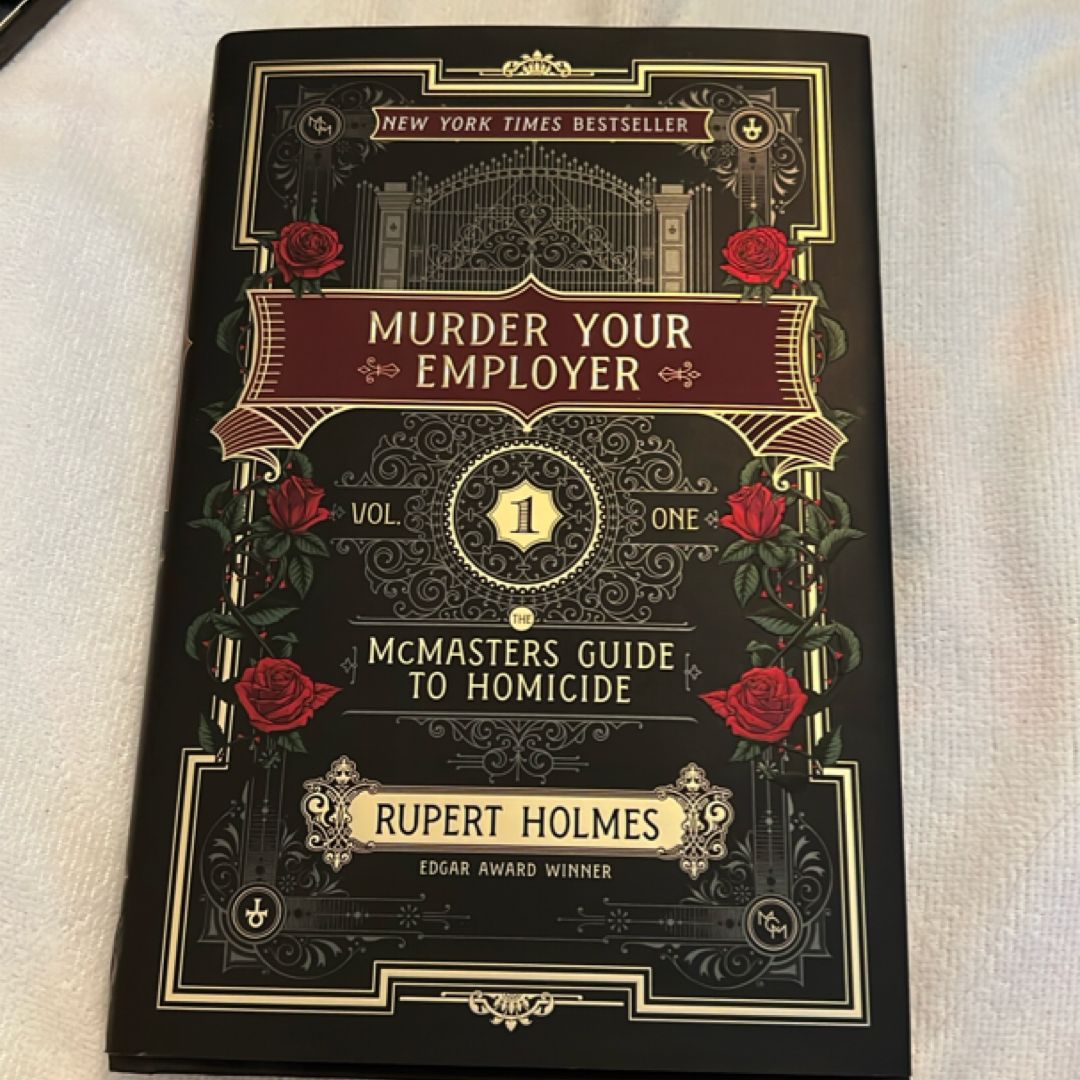 NEW YORK TIMES BESTSELLER
MURDER YOUR
EMPLOYER
VOL. 1 ONE
THE
McMASTERS GUIDE
TO HOMICIDE
RUPERT HOLMES
EDGAR AWARD WINNER